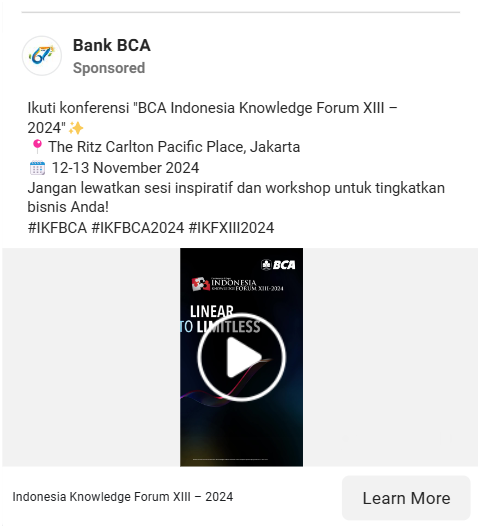 67
Bank BCA
Sponsored
Ikuti konferensi "BCA Indonesia Knowledge Forum XIII –
2024"✨
📍The Ritz Carlton Pacific Place, Jakarta
🗓️ 12-13 November 2024
Jangan lewatkan sesi inspiratif dan workshop untuk tingkatkan
bisnis Anda!
#IKFBCA #IKFBCA2024 #IKFXIII2024
BCA
INDONESIA
KNOWLEDGE FORUM XIII-2024
LINEAR
TO LIMITLESS
Indonesia Knowledge Forum XIII – 2024
Learn More